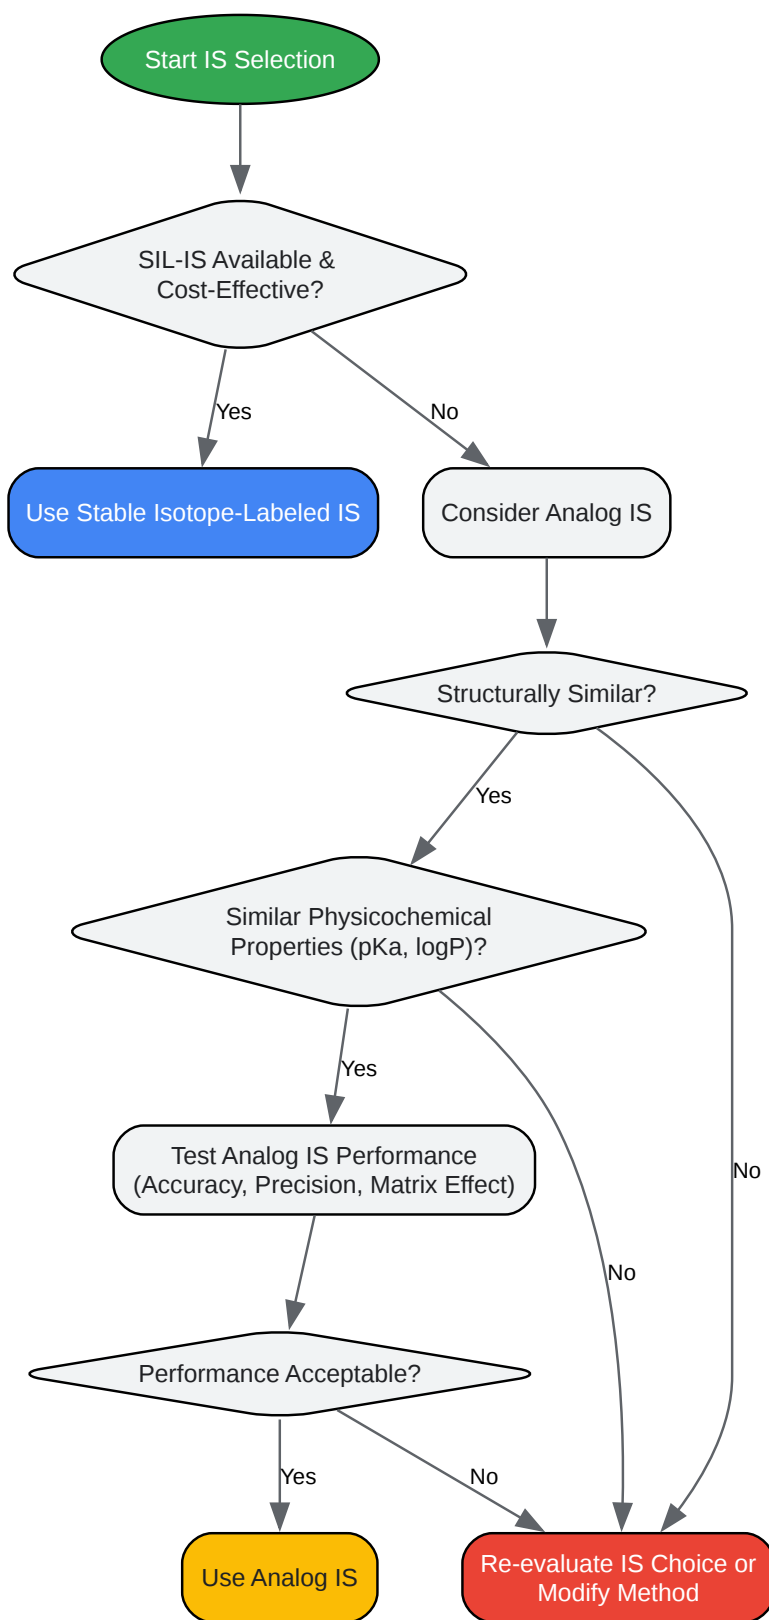 Start IS Selection
SIL-IS Available &
Cost-Effective?
Yes
No
Use Stable Isotope-Labeled IS
Consider Analog IS
Structurally Similar?
Yes
Similar Physicochemical
Properties (pKa, logP)?
Yes
Test Analog IS Performance
(Accuracy, Precision, Matrix Effect)
No
No
Performance Acceptable?
Yes
No
Use Analog IS
Re-evaluate IS Choice or
Modify Method